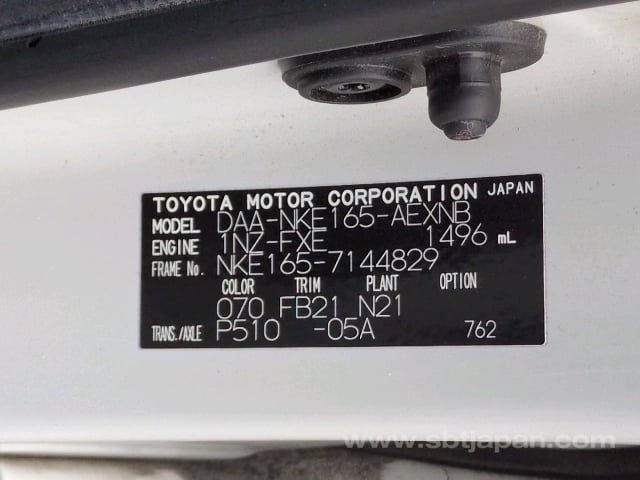 TOYOTA MOTOR CORPORATION JAPAN
MODEL DAA-NKE165-AEXNB
ENGINE 1NZ-FXE 1496 mL
FRAME No. NKE165-7144829
COLOR TRIM PLANT OPTION
070 FB21 N21
TRANS./AXLE P510 -05A 762
www.sbtjapan.com